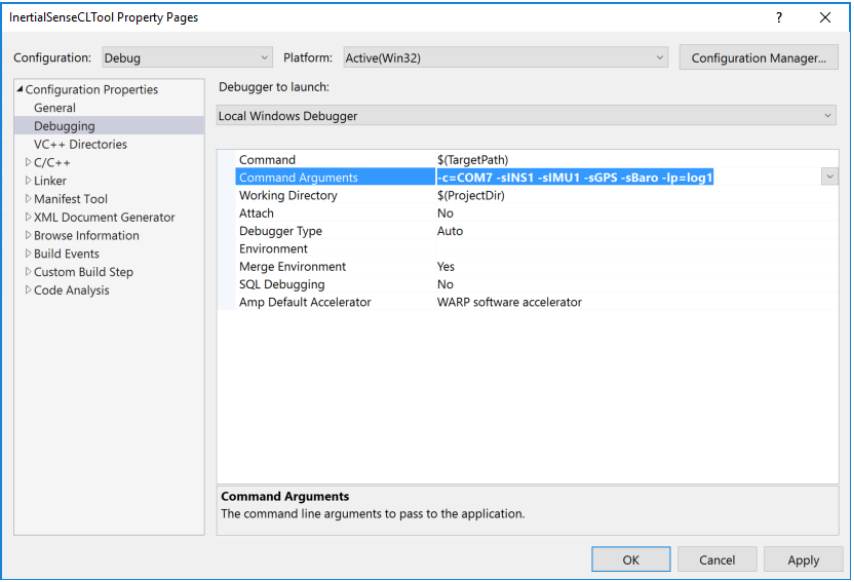 InertialSenseCLTool Property Pages
? ×
Configuration: Debug Platform: Active(Win32) Configuration Manager...
Configuration Properties
General
Debugging
VC++ Directories
C/C++
Linker
Manifest Tool
XML Document Generator
Browse Information
Build Events
Custom Build Step
Code Analysis
Debugger to launch:
Local Windows Debugger
Command $(TargetPath)
Command Arguments -c=COM7 -sINS1 -sIMU1 -sGPS -sBaro -lp=log1
Working Directory $(ProjectDir)
Attach No
Debugger Type Auto
Environment
Merge Environment Yes
SQL Debugging No
Amp Default Accelerator WARP software accelerator
Command Arguments
The command line arguments to pass to the application.
OK Cancel Apply